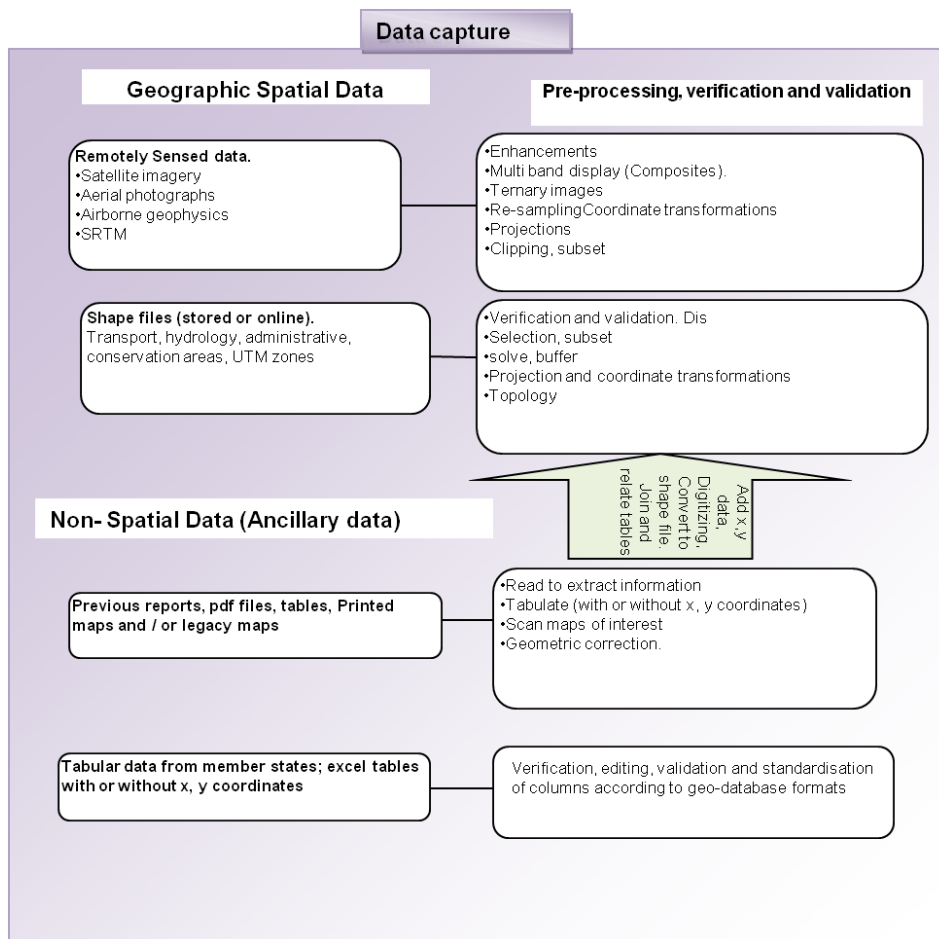 Data capture
Geographic Spatial Data
Pre-processing, verification and validation
Remotely Sensed data.
•Satellite imagery
•Aerial photographs
•Airborne geophysics
•SRTM
•Enhancements
•Multi band display (Composites).
•Ternary images
•Re-samplingCoordinate transformations
•Projections
•Clipping, subset
Shape files (stored or online).
Transport, hydrology, administrative,
conservation areas, UTM zones
•Verification and validation. Dis
•Selection, subset
•solve, buffer
•Projection and coordinate transformations
•Topology
Add x,y
data,
Digitizing,
Convert to
shape file.
Join and
relate tables
Non- Spatial Data (Ancillary data)
Previous reports, pdf files, tables, Printed
maps and / or legacy maps
•Read to extract information
•Tabulate (with or without x, y coordinates)
•Scan maps of interest
•Geometric correction.
Tabular data from member states; excel tables
with or without x, y coordinates
Verification, editing, validation and standardisation
of columns according to geo-database formats